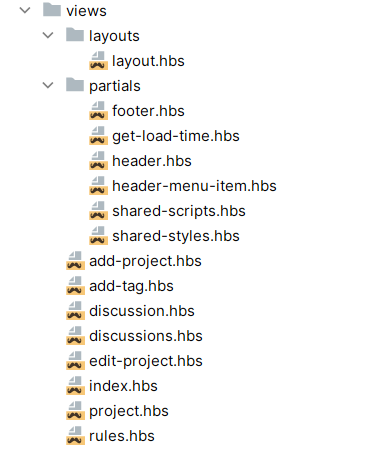 views
layouts
layout.hbs
partials
footer.hbs
get-load-time.hbs
header.hbs
header-menu-item.hbs
shared-scripts.hbs
shared-styles.hbs
add-project.hbs
add-tag.hbs
discussion.hbs
discussions.hbs
edit-project.hbs
index.hbs
project.hbs
rules.hbs